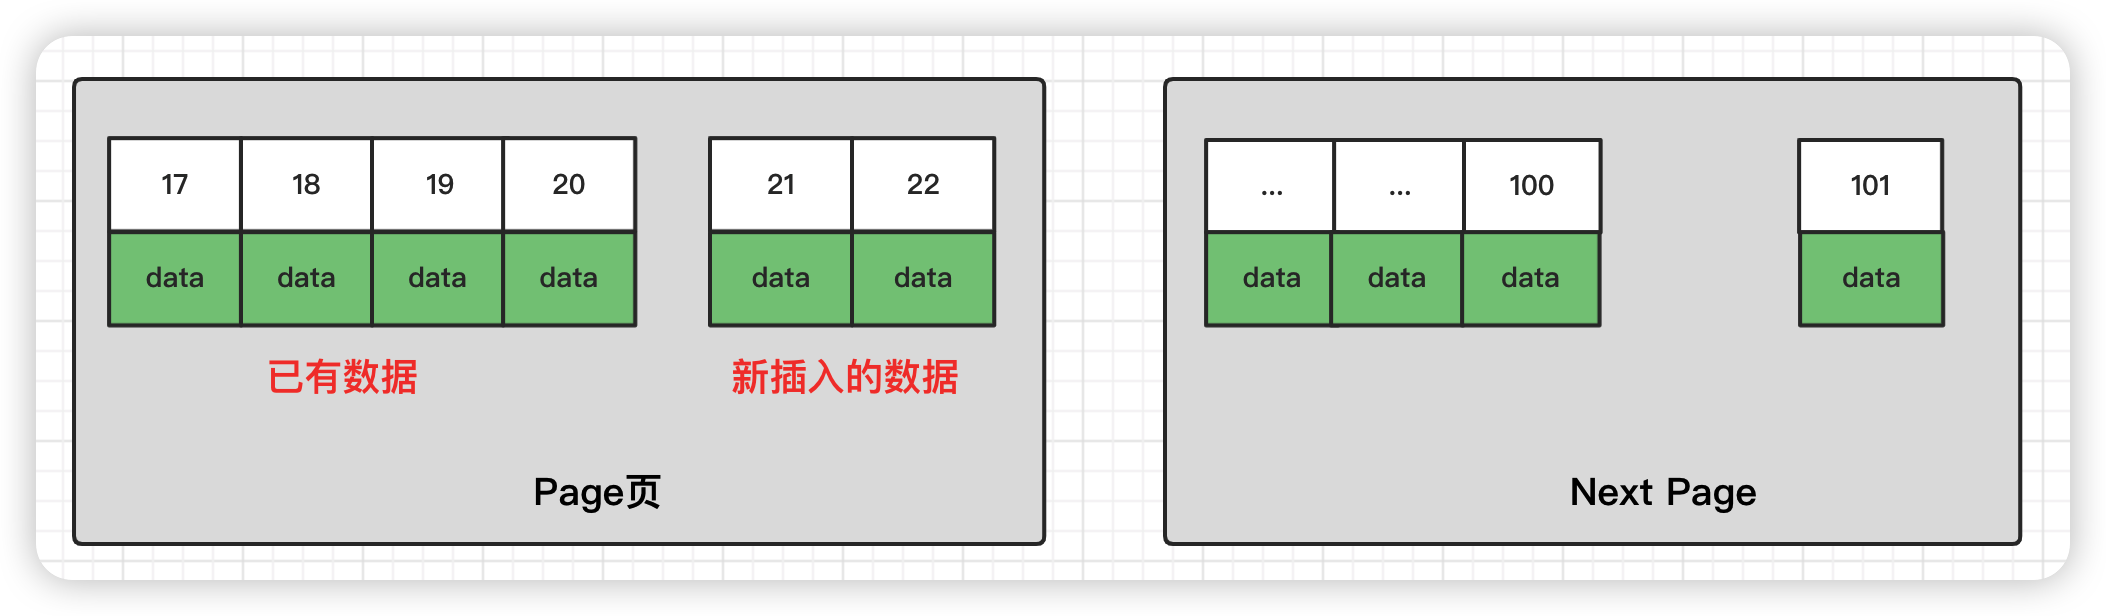 17 18 19 20 21 22
data data data data data data
已有数据 新插入的数据
Page页
... ... 100 101
data data data data
Next Page